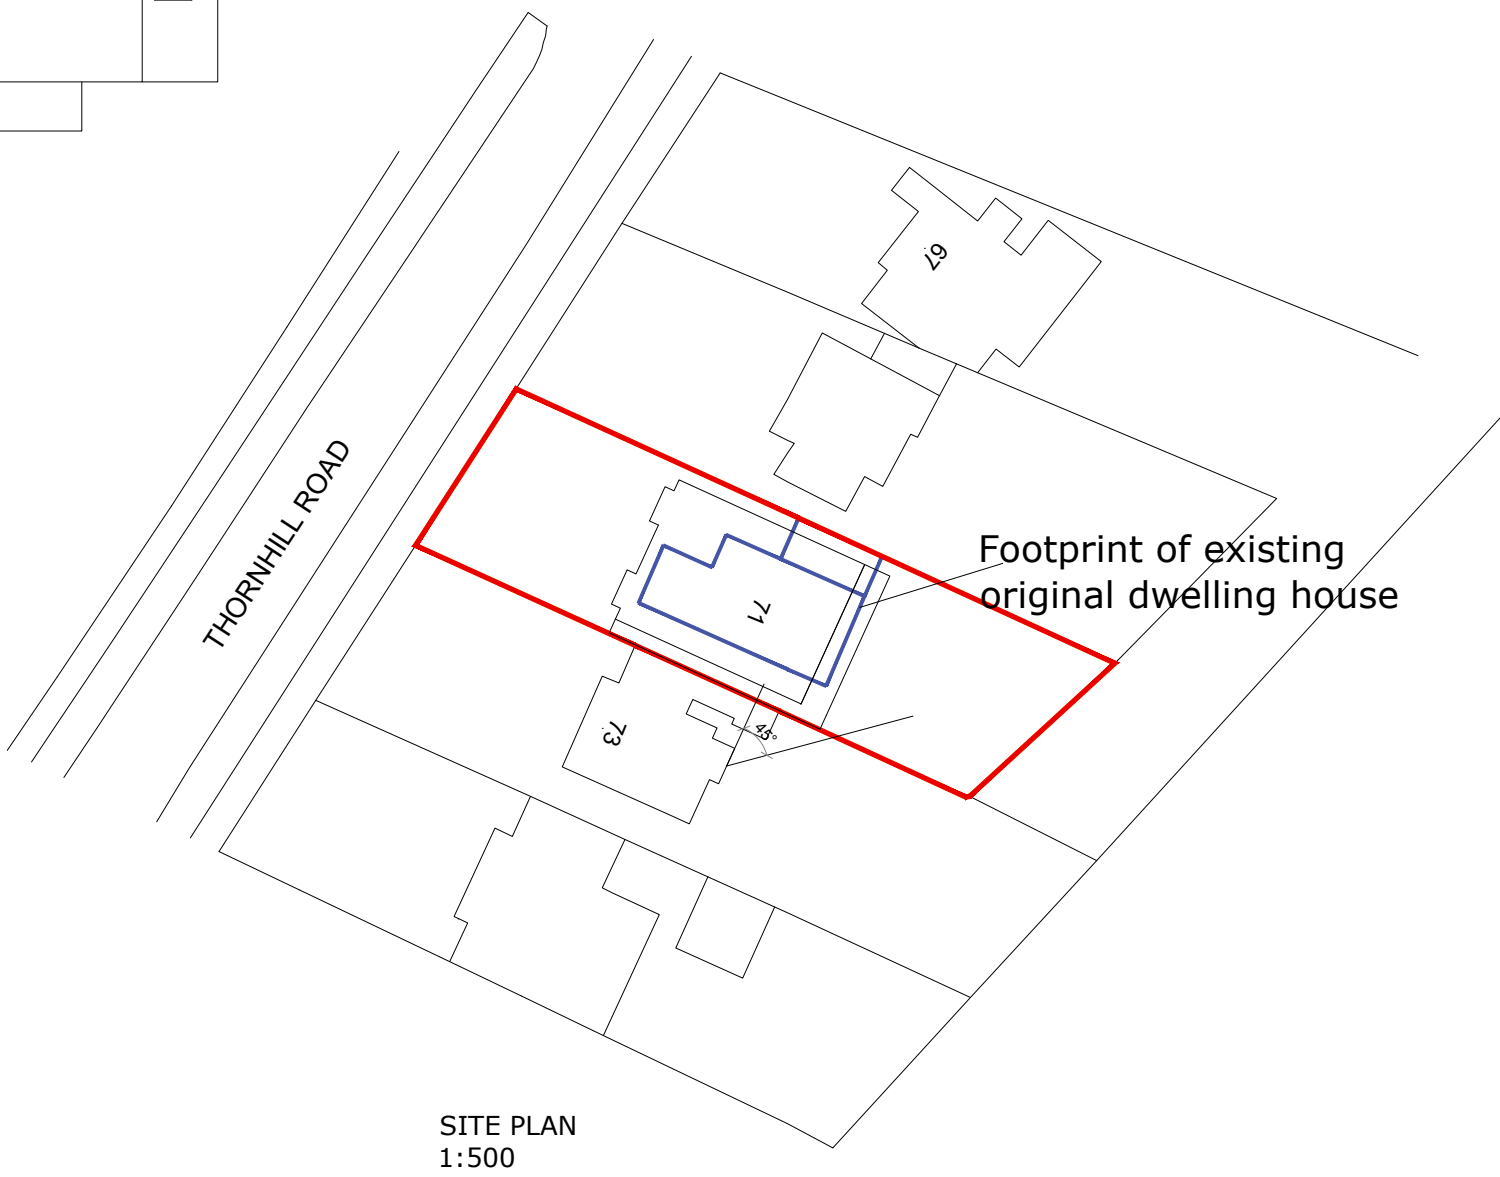 67
THORNHILL ROAD
Footprint of existing
original dwelling house
71
73
45°
SITE PLAN
1:500